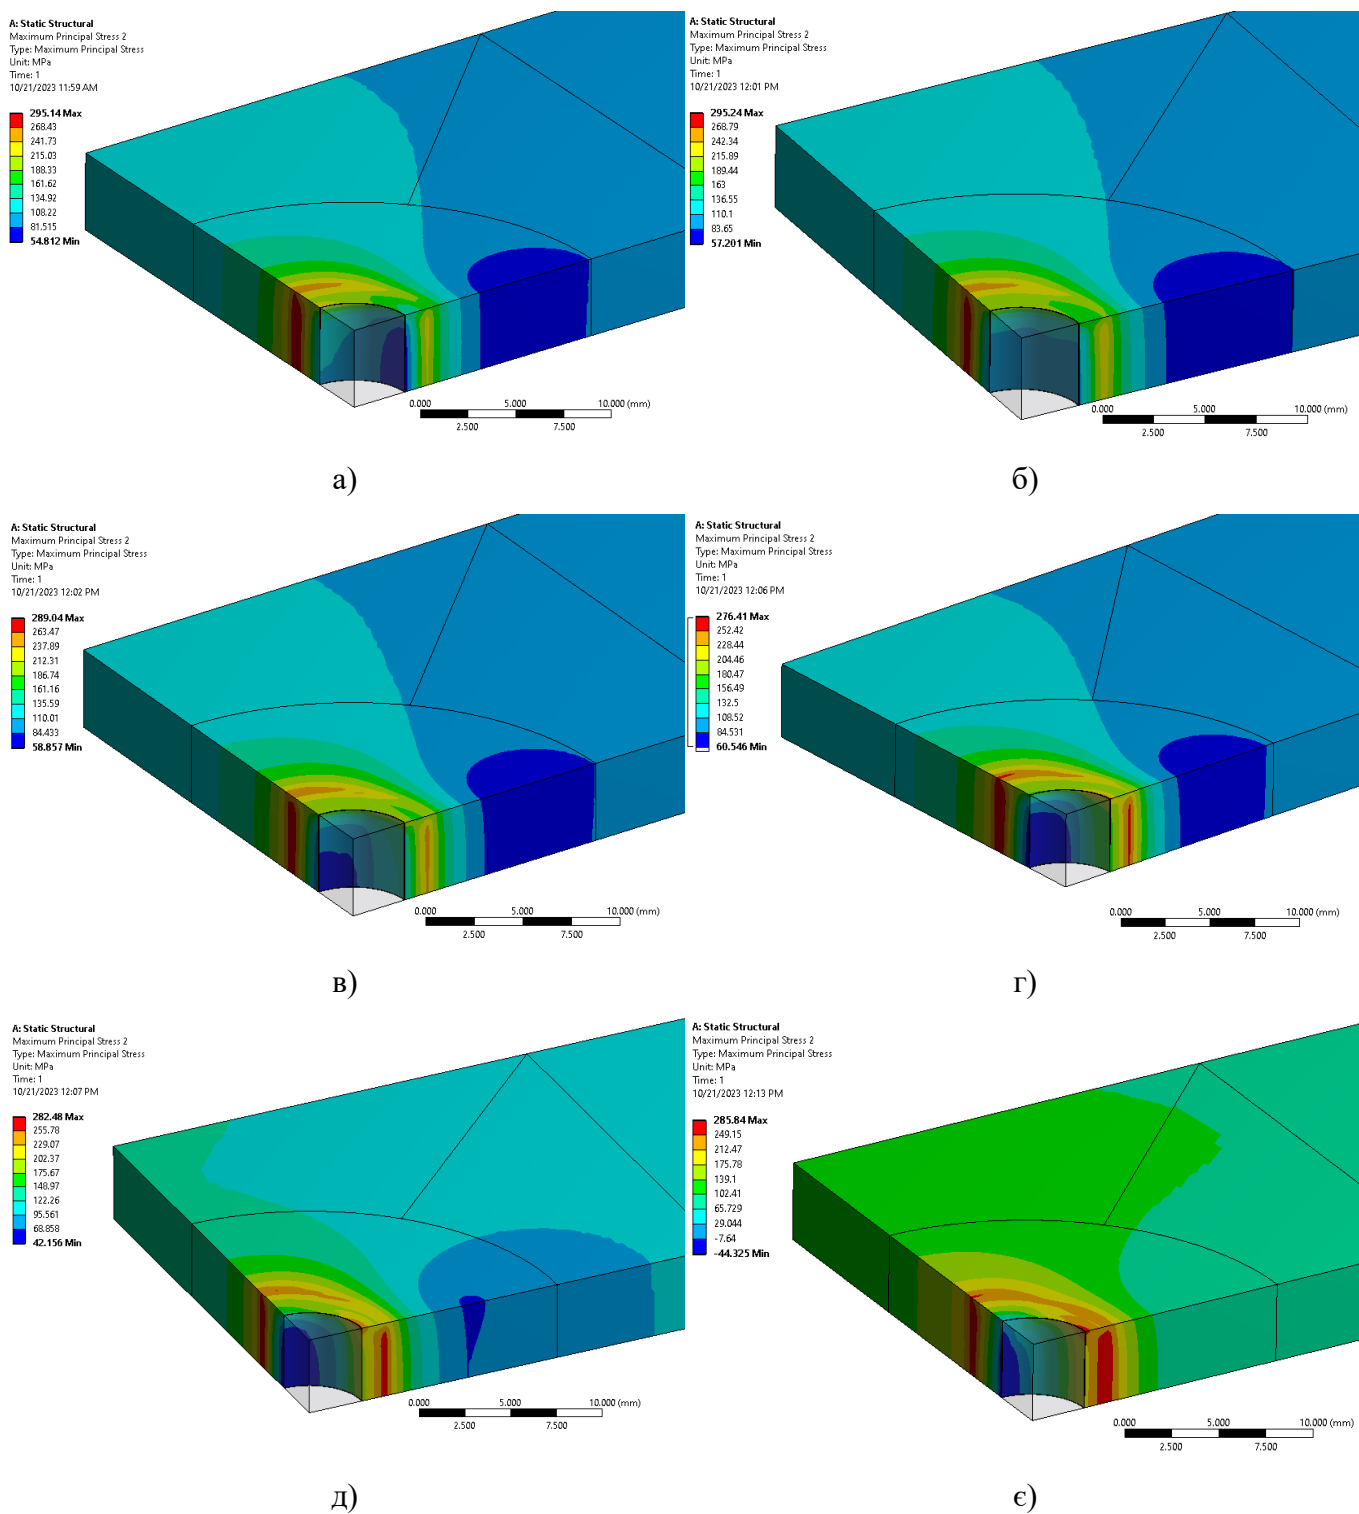 A: Static Structural
Maximum Principal Stress 2
Type: Maximum Principal Stress
Unit: MPa
Time: 1
10/21/2023 11:59 AM
295.14 Max
268.43
241.73
215.03
188.33
161.62
134.92
108.22
81.515
54.812 Min
0.000 5.000 10.000 (mm)
2.500 7.500
а)
A: Static Structural
Maximum Principal Stress 2
Type: Maximum Principal Stress
Unit: MPa
Time: 1
10/21/2023 12:01 PM
295.24 Max
268.79
242.34
215.89
189.44
163
136.55
110.1
83.65
57.201 Min
0.000 5.000 10.000 (mm)
2.500 7.500
б)
A: Static Structural
Maximum Principal Stress 2
Type: Maximum Principal Stress
Unit: MPa
Time: 1
10/21/2023 12:02 PM
289.04 Max
263.47
237.89
212.31
186.74
161.16
135.59
110.01
84.433
58.857 Min
0.000 5.000 10.000 (mm)
2.500 7.500
в)
A: Static Structural
Maximum Principal Stress 2
Type: Maximum Principal Stress
Unit: MPa
Time: 1
10/21/2023 12:06 PM
276.41 Max
252.42
228.44
204.46
180.47
156.49
132.5
108.52
84.531
60.546 Min
0.000 5.000 10.000 (mm)
2.500 7.500
г)
A: Static Structural
Maximum Principal Stress 2
Type: Maximum Principal Stress
Unit: MPa
Time: 1
10/21/2023 12:07 PM
282.48 Max
255.78
229.07
202.37
175.67
148.97
122.26
95.561
68.858
42.156 Min
0.000 5.000 10.000 (mm)
2.500 7.500
д)
A: Static Structural
Maximum Principal Stress 2
Type: Maximum Principal Stress
Unit: MPa
Time: 1
10/21/2023 12:13 PM
285.84 Max
249.15
212.47
175.78
139.1
102.41
65.729
29.044
-7.64
-44.325 Min
0.000 5.000 10.000 (mm)
2.500 7.500
є)